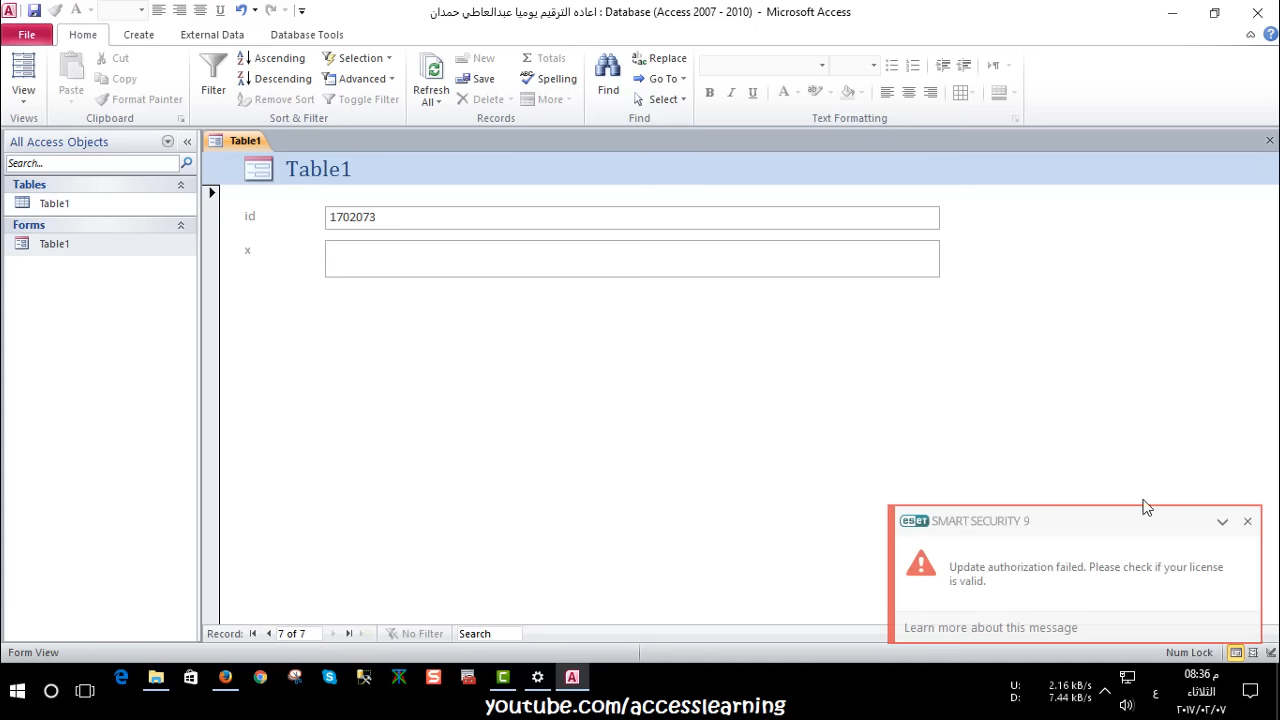 اعاده الترقيم يوميا عبدالعاطي حمدان : Database (Access 2007 - 2010) - Microsoft Access
File Home Create External Data Database Tools
View
Views
Paste
Cut
Copy
Format Painter
Clipboard
Filter
Ascending
Descending
Remove Sort
Selection
Advanced
Toggle Filter
Sort & Filter
Refresh All
New
Save
Delete
Totals
Spelling
More
Records
Find
Replace
Go To
Select
Find
B I U A
Text Formatting
All Access Objects
Search...
Tables
Table1
Forms
Table1
Table1
Table1
id 1702073
x
eset SMART SECURITY 9
Update authorization failed. Please check if your license
is valid.
Learn more about this message
Record: 7 of 7 No Filter Search
Form View Num Lock
U: 2.16 kB/s
D: 7.44 kB/s
ع
08:36 م
الثلاثاء
٢٠١٧/٠٢/٠٧
youtube.com/accesslearning